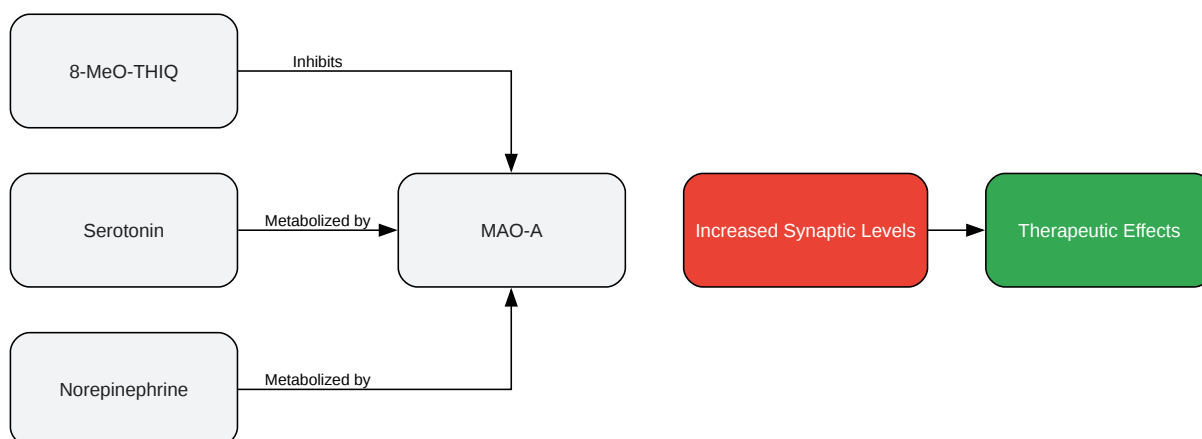 8-MeO-THIQ
Inhibits
Serotonin
Metabolized by
MAO-A
Increased Synaptic Levels
Therapeutic Effects
Norepinephrine
Metabolized by